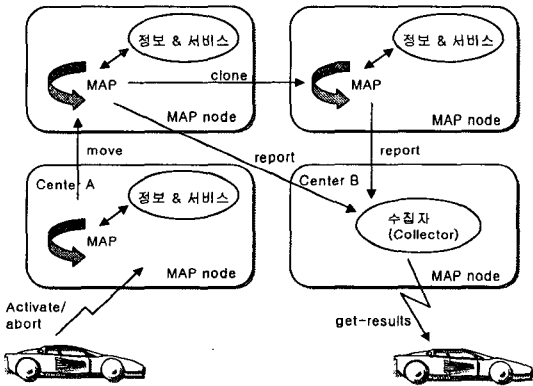 정보 & 서비스
MAP
MAP node
clone
정보 & 서비스
MAP
MAP node
move
report
report
Center A
정보 & 서비스
MAP
MAP node
Center B
수집자
(Collector)
MAP node
Activate/
abort
get-results